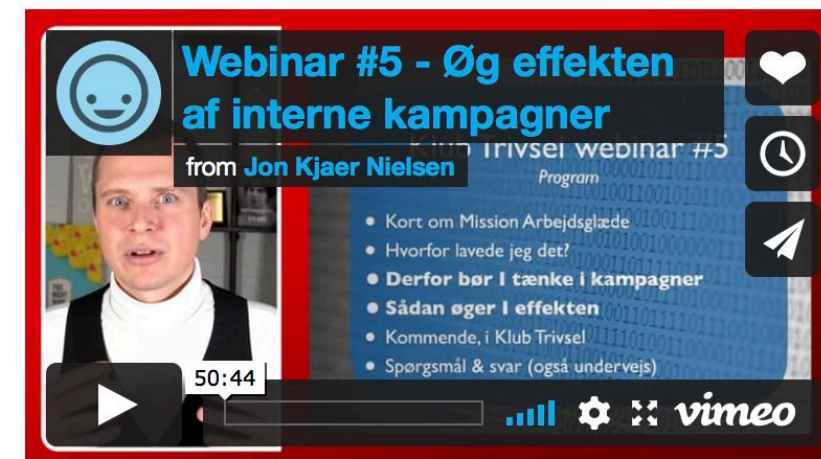 Webinar #5 - Øg effekten
af interne kampagner
from Jon Kjaer Nielsen
Klub Trivsel webinar #5
Program
• Kort om Mission Arbejdsglæde
• Hvorfor lavede jeg det?
• Derfor bør I tænke i kampagner
• Sådan øger I effekten
• Kommende, i Klub Trivsel
• Spørgsmål & svar (også undervejs)
50:44
vimeo